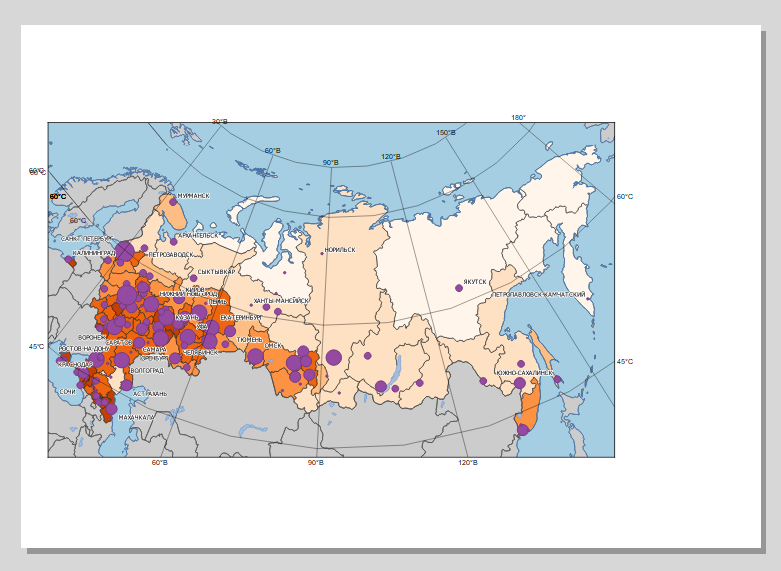 180°
30°В
150°В
60°В
120°В
90°В
60°С
60°С
МУРМАНСК
60°С
60°С
60°С
АРХАНГЕЛЬСК
САНКТ-ПЕТЕРБУРГ
КАЛИНИНГРАД
ПЕТРОЗАВОДСК
НОРИЛЬСК
СЫКТЫВКАР
ЯКУТСК
КИРОВ
НИЖНИЙ НОВГОРОД
ПЕТРОПАВЛОВСК-КАМЧАТСКИЙ
ПЕРМЬ
ХАНТЫ-МАНСИЙСК
КАЗАНЬ
ЕКАТЕРИНБУРГ
УФА
ВОРОНЕЖ
ТЮМЕНЬ
САРАТОВ
45°С
РОСТОВ-НА-ДОНУ
САМАРА
ОМСК
ЧЕЛЯБИНСК
ОРЕНБУРГ
45°С
КРАСНОДАР
ВОЛГОГРАД
ЮЖНО-САХАЛИНСК
СОЧИ
АСТРАХАНЬ
МАХАЧКАЛА
60°В
90°В
120°В